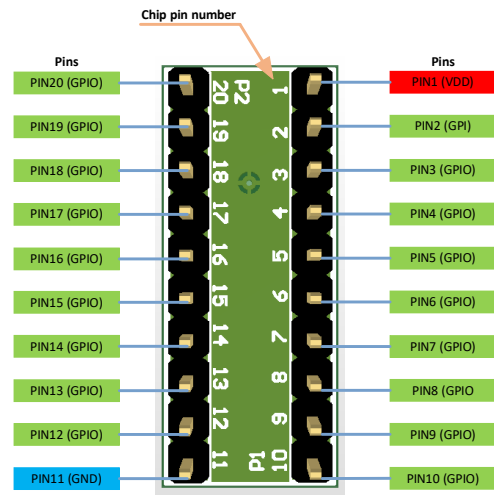 Chip pin number
Pins
Pins
PIN20 (GPIO)
20
P2
1
PIN1 (VDD)
PIN19 (GPIO)
19
2
PIN2 (GPI)
PIN18 (GPIO)
18
3
PIN3 (GPIO)
PIN17 (GPIO)
17
4
PIN4 (GPIO)
PIN16 (GPIO)
16
5
PIN5 (GPIO)
PIN15 (GPIO)
15
6
PIN6 (GPIO)
PIN14 (GPIO)
14
7
PIN7 (GPIO)
PIN13 (GPIO)
13
8
PIN8 (GPIO
PIN12 (GPIO)
12
9
PIN9 (GPIO)
PIN11 (GND)
11
P1
10
PIN10 (GPIO)